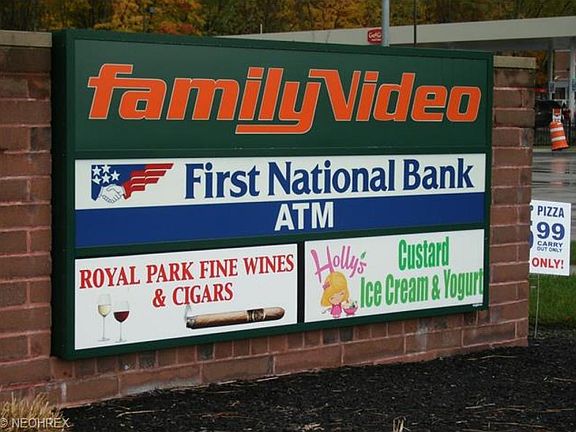 familyVideo
First National Bank
ATM
ROYAL PARK FINE WINES
& CIGARS
Holly's
Custard
Ice Cream & Yogurt
PIZZA
99
CARRY
OUT ONLY
ONLY!
© NEOHREX